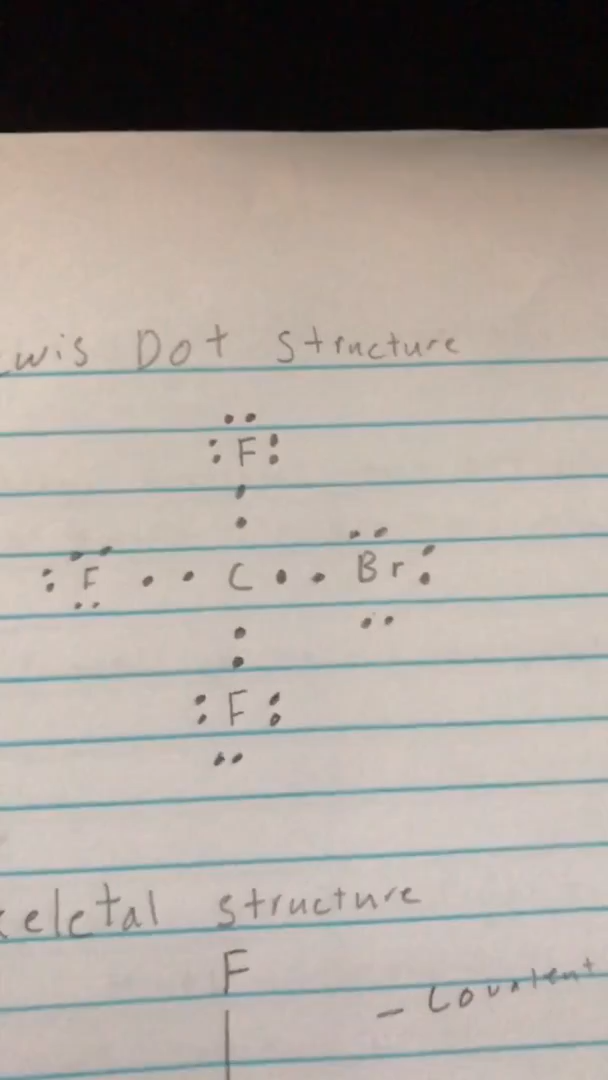 wis Dot Structure
F
F C Br
F
eletal structure
F
- Covalent